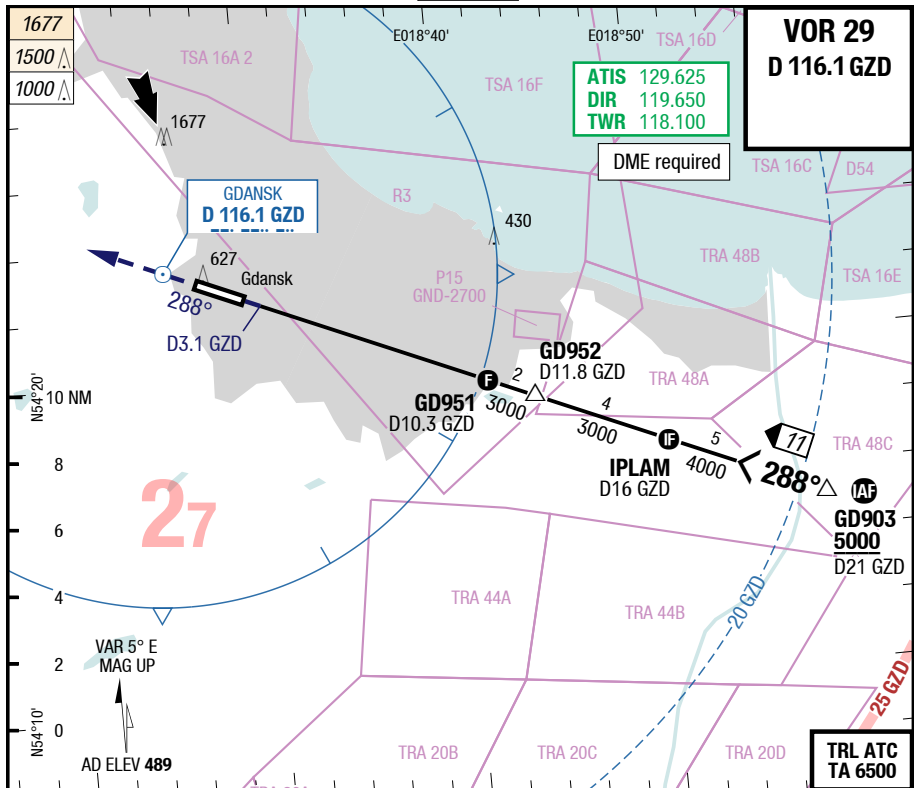 1677
1500
1000
TSA 16A 2
E018°40'
E018°50'
TSA 16D
VOR 29
D 116.1 GZD
TSA 16F
ATIS 129.625
DIR 119.650
TWR 118.100
DME required
1677
TSA 16C
D54
GDANSK
D 116.1 GZD
R3
430
TRA 48B
TSA 16E
627
Gdansk
P15
GND-2700
288°
D3.1 GZD
GD952
D11.8 GZD
TRA 48A
N54°20'
10 NM
GD951
D10.3 GZD
2
3000
4
3000
5
4000
11
TRA 48C
IF
F
IPLAM
D16 GZD
288°
IAF
GD903
5000
D21 GZD
8
27
6
4
2
0
TRA 44A
TRA 44B
20 GZD
25 GZD
VAR 5° E
MAG UP
N54°10'
AD ELEV 489
TRA 20B
TRA 20C
TRA 20D
TRL ATC
TA 6500